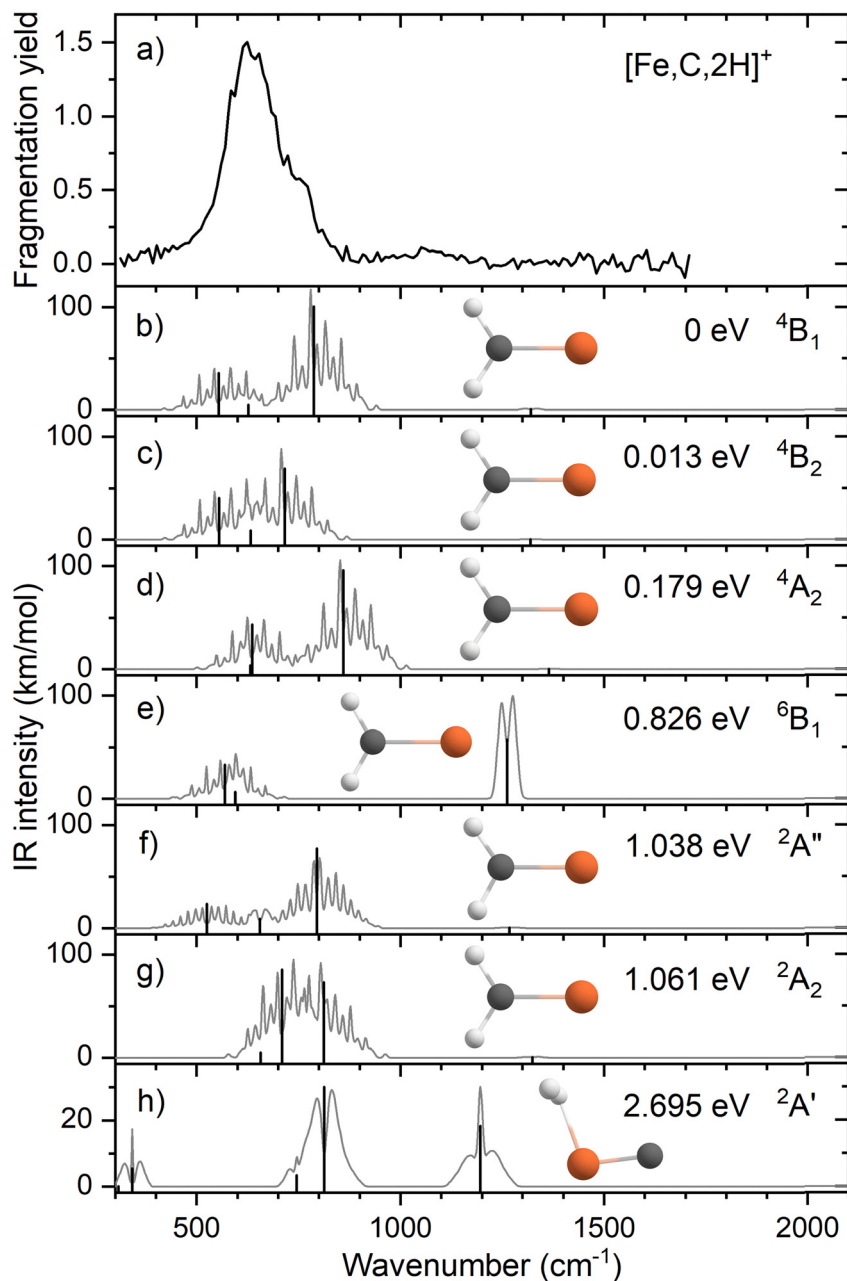 a)
[Fe,C,2H]+
Fragmentation yield
1.5
1.0
0.5
0.0
b)
0 eV 4B1
100
0
c)
0.013 eV 4B2
100
0
d)
0.179 eV 4A2
100
0
e)
0.826 eV 6B1
100
0
f)
1.038 eV 2A"
100
0
g)
1.061 eV 2A2
100
0
h)
2.695 eV 2A'
20
0
IR intensity (km/mol)
500 1000 1500 2000
Wavenumber (cm-1)